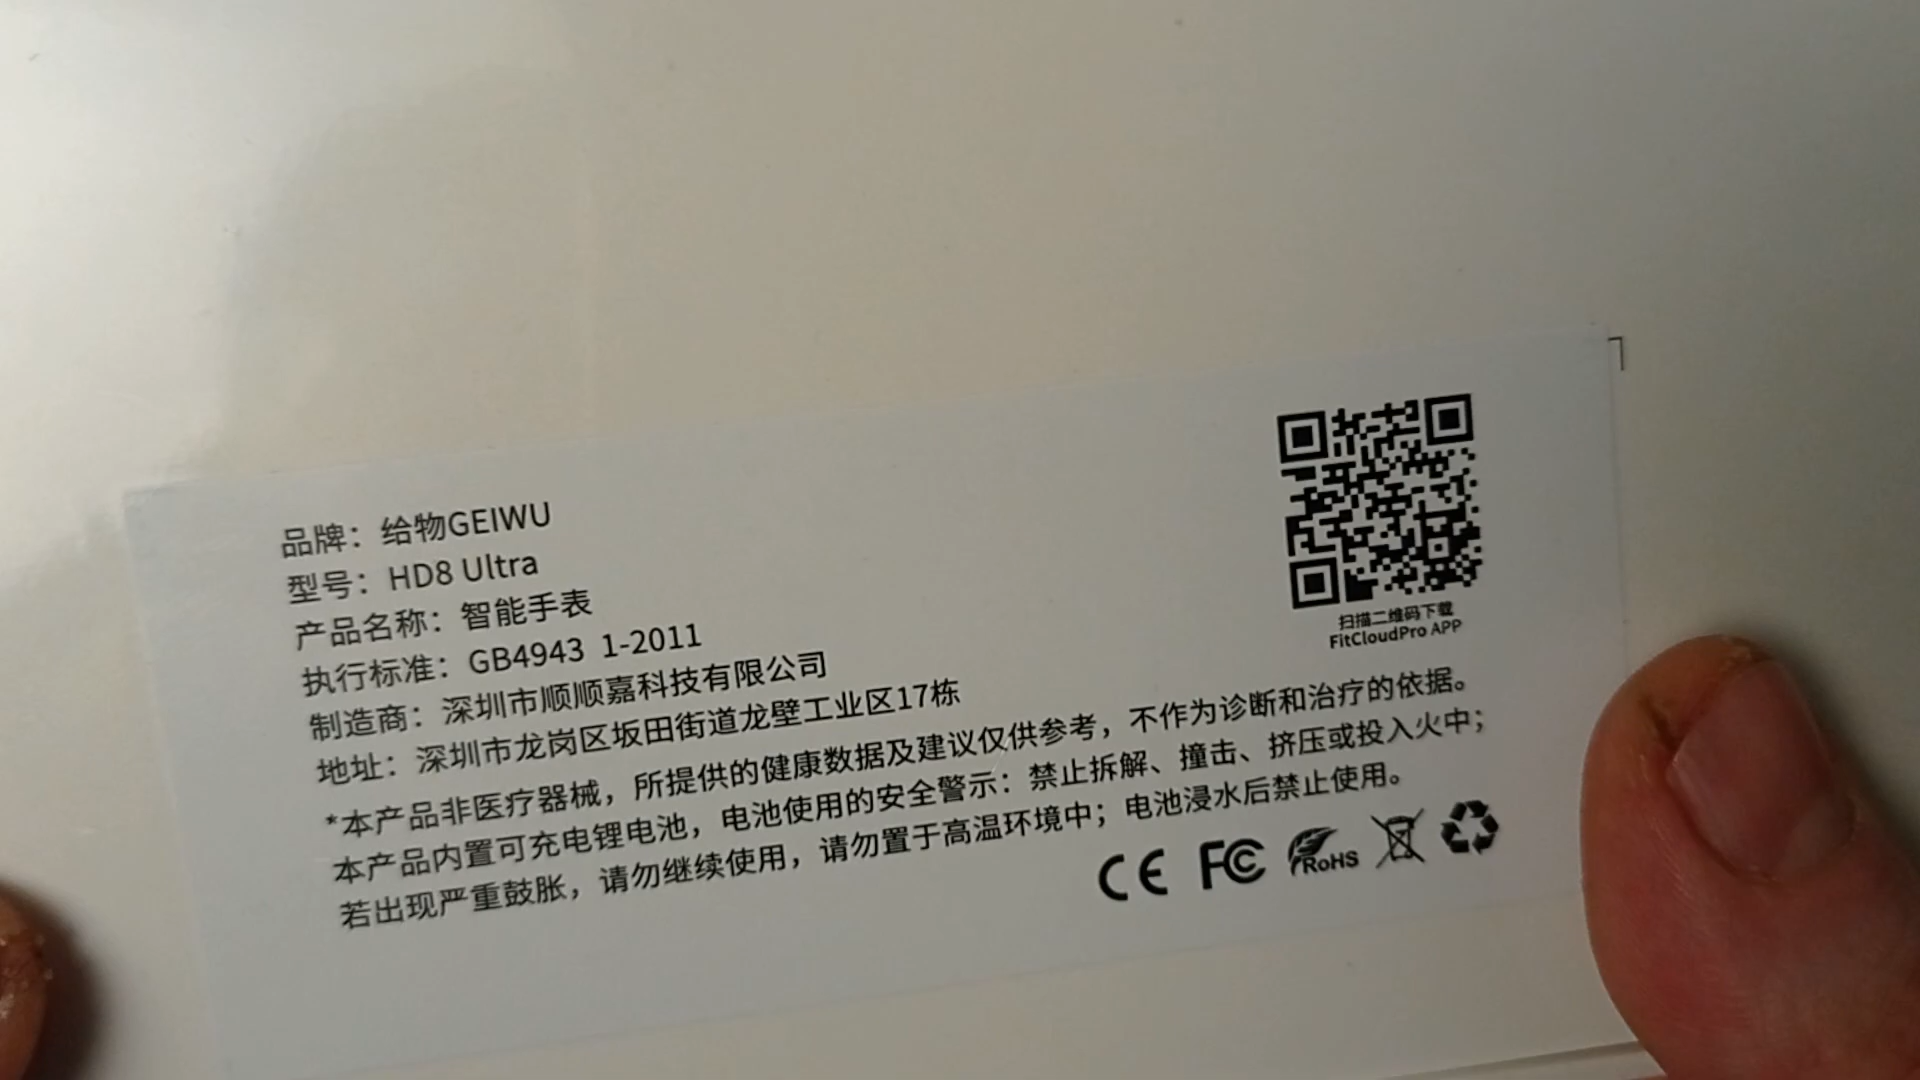 品牌：给物GEIWU
型号：HD8 Ultra
产品名称：智能手表
执行标准：GB4943 1-2011
制造商：深圳市顺顺嘉科技有限公司
地址：深圳市龙岗区坂田街道龙壁工业区17栋
*本产品非医疗器械，所提供的健康数据及建议仅供参考，不作为诊断和治疗的依据。
本产品内置可充电锂电池，电池使用的安全警示：禁止拆解、撞击、挤压或投入火中；
若出现严重鼓胀，请勿继续使用，请勿置于高温环境中；电池浸水后禁止使用。
扫描二维码下载
FitCloudPro APP
CE FC RoHS